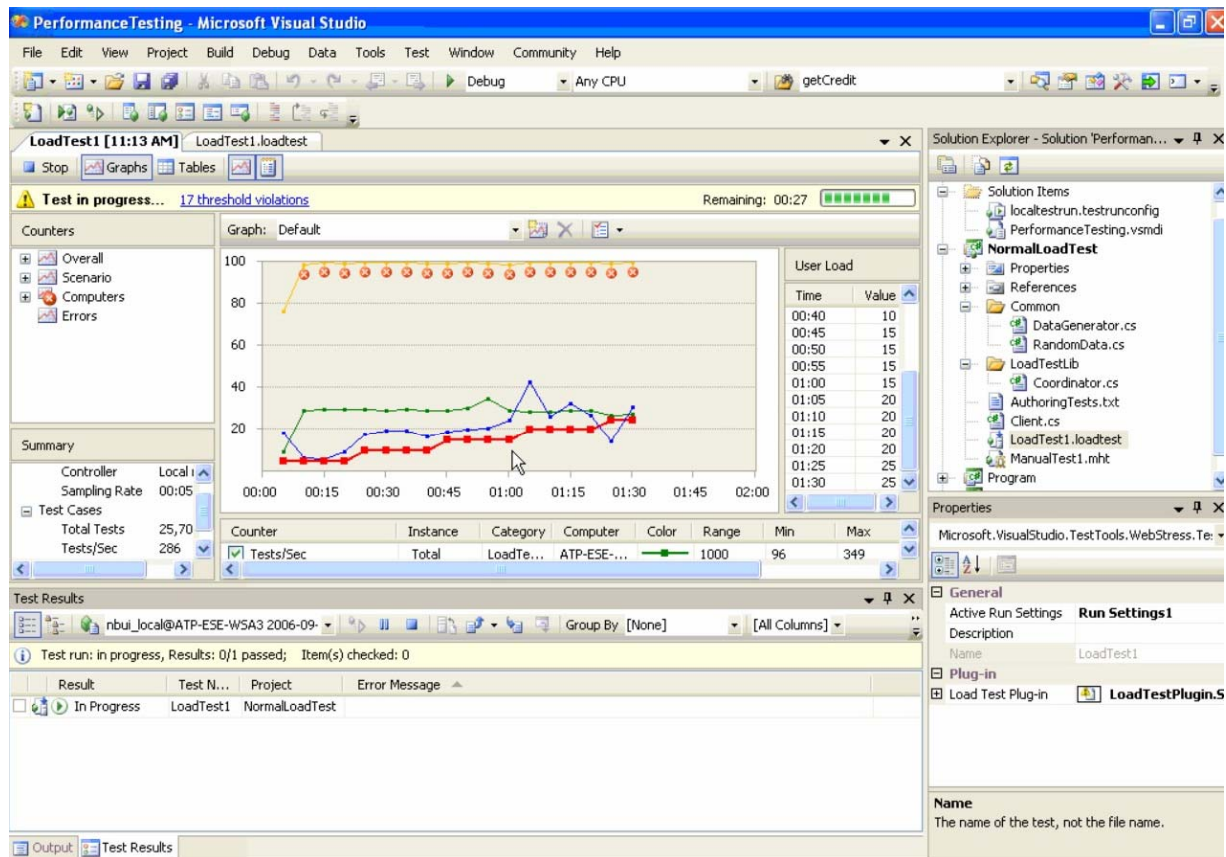 PerformanceTesting - Microsoft Visual Studio
File Edit View Project Build Debug Data Tools Test Window Community Help
Debug Any CPU getCredit
LoadTest1 [11:13 AM] LoadTest1.loadtest
Stop Graphs Tables
Test in progress... 17 threshold violations Remaining: 00:27
Counters
Overall
Scenario
Computers
Errors
Summary
Controller Local
Sampling Rate 00:05
Test Cases
Total Tests 25,70
Tests/Sec 286
Graph: Default
100
80
60
40
20
00:00 00:15 00:30 00:45 01:00 01:15 01:30 01:45 02:00
User Load
Time Value
00:40 10
00:45 15
00:50 15
00:55 15
01:00 15
01:05 20
01:10 20
01:15 20
01:20 20
01:25 25
01:30 25
Counter Instance Category Computer Color Range Min Max
Tests/Sec Total LoadTe... ATP-ESE-... 1000 96 349
Test Results
nbui_local@ATP-ESE-WSA3 2006-09- Group By [None] [All Columns]
Test run: in progress, Results: 0/1 passed; Item(s) checked: 0
Result Test N... Project Error Message
In Progress LoadTest1 NormalLoadTest
Output Test Results
Solution Explorer - Solution 'Performan...
Solution Items
localtestrun.testrunconfig
PerformanceTesting.vsmdi
NormalLoadTest
Properties
References
Common
DataGenerator.cs
RandomData.cs
LoadTestLib
Coordinator.cs
AuthoringTests.txt
Client.cs
LoadTest1.loadtest
ManualTest1.mht
Program
Properties
Microsoft.VisualStudio.TestTools.WebStress.Te:
General
Active Run Settings Run Settings1
Description
Name LoadTest1
Plug-in
Load Test Plug-in LoadTestPlugin.S
Name
The name of the test, not the file name.